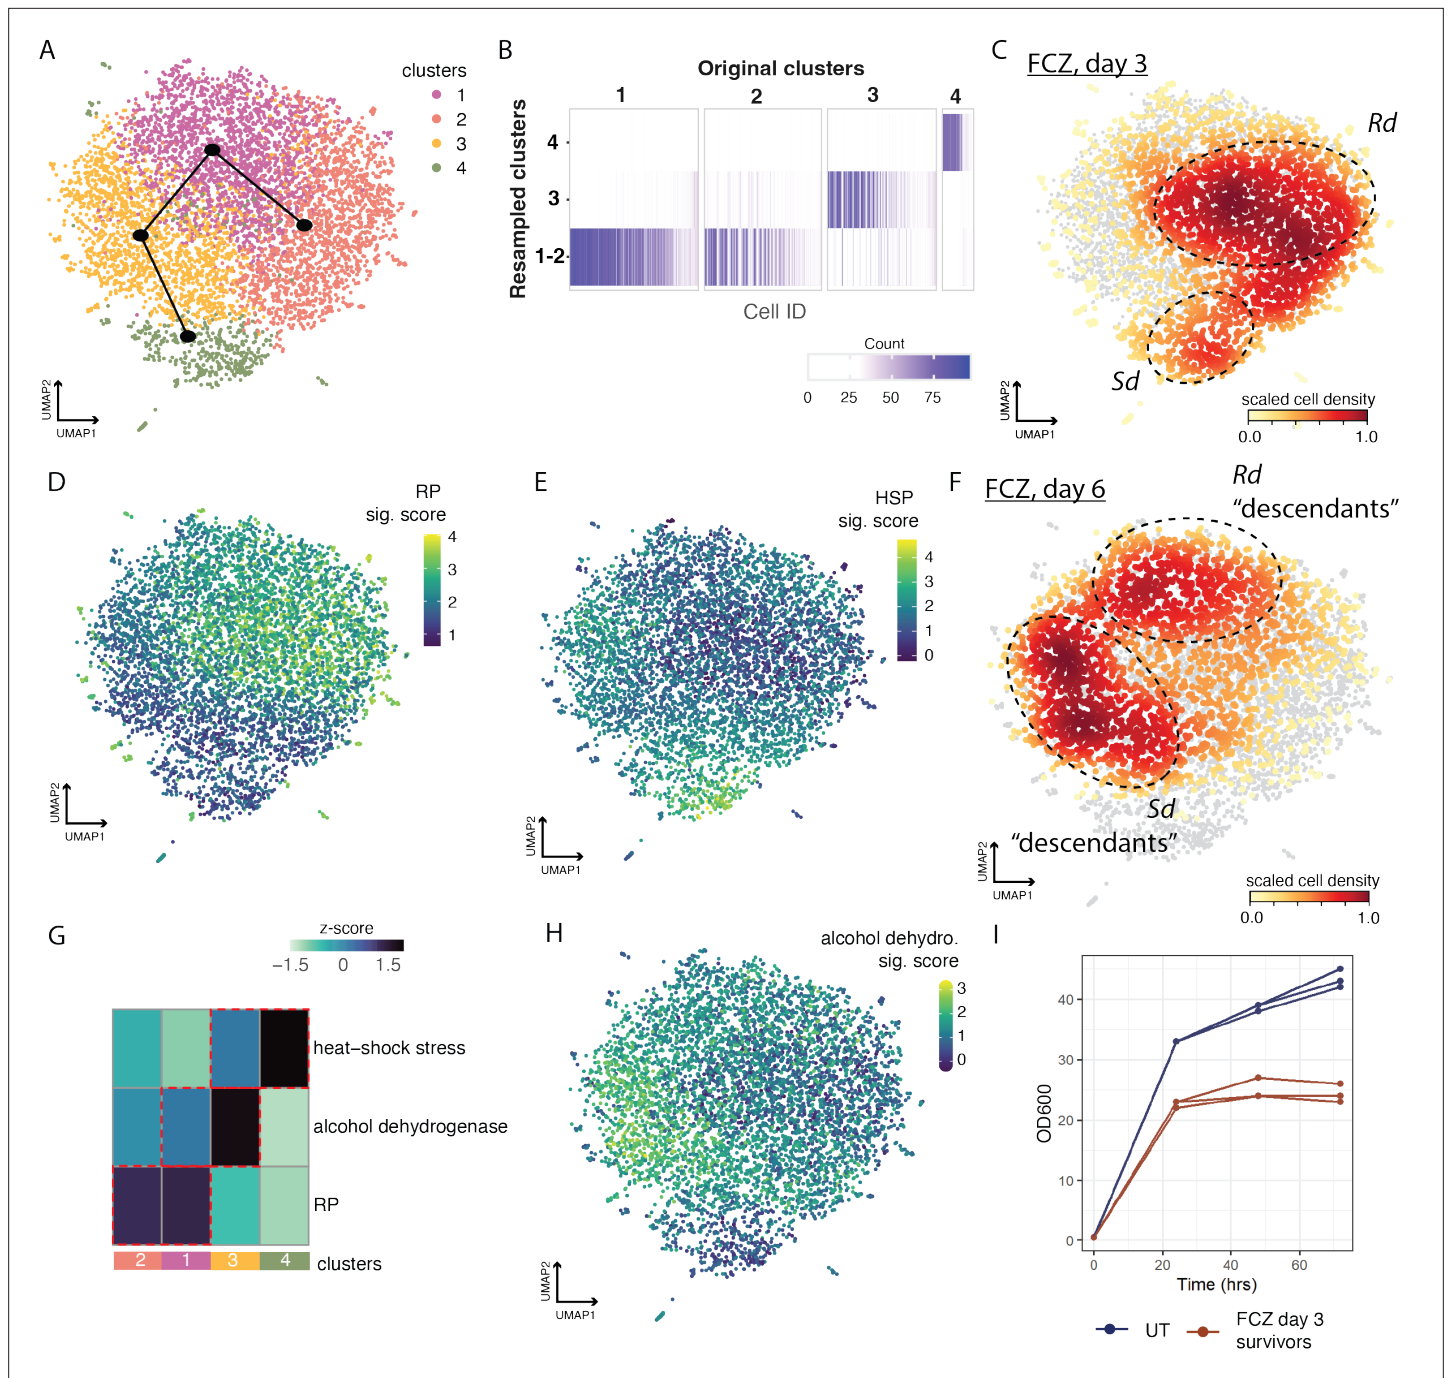 A
clusters
1
2
3
4
UMAP2
UMAP1
B
Original clusters
1
2
3
4
Resampled clusters
4
3
1-2
Cell ID
Count
0
25
50
75
C
FCZ, day 3
Rd
Sd
UMAP2
UMAP1
scaled cell density
0.0
1.0
D
RP
sig. score
4
3
2
1
UMAP2
UMAP1
E
HSP
sig. score
4
3
2
1
0
UMAP2
UMAP1
F
FCZ, day 6
Rd
“descendants”
Sd
“descendants”
UMAP2
UMAP1
scaled cell density
0.0
1.0
G
z-score
−1.5
0
1.5
heat−shock stress
alcohol dehydrogenase
RP
2
1
3
4
clusters
H
alcohol dehydro.
sig. score
3
2
1
0
UMAP2
UMAP1
I
OD600
40
30
20
10
0
0
20
40
60
Time (hrs)
UT
FCZ day 3
survivors